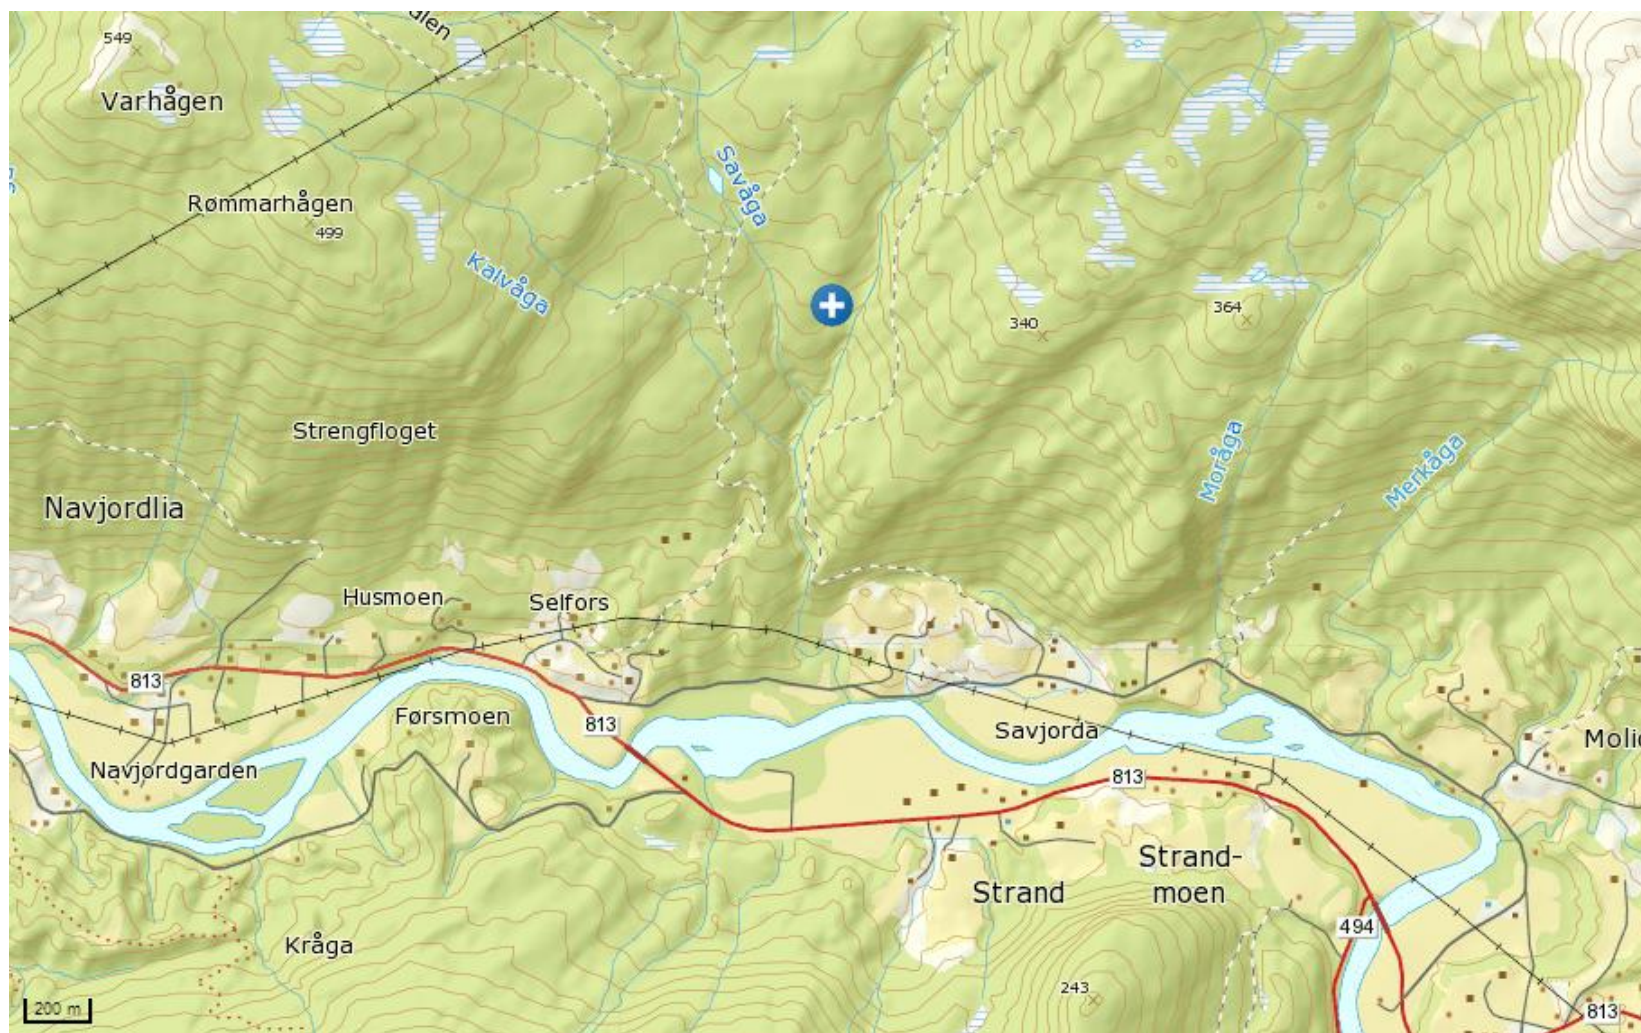 549
Varhågen
Savåga
Rømmarhågen
499
Kalvåga
364
340
Strengfloget
Moråga
Merkåga
Navjordlia
Husmoen
Selfors
813
Førsmoen
813
Savjorda
Navjordgarden
813
Strand-
moen
Strand
494
Kråga
243
200 m
813